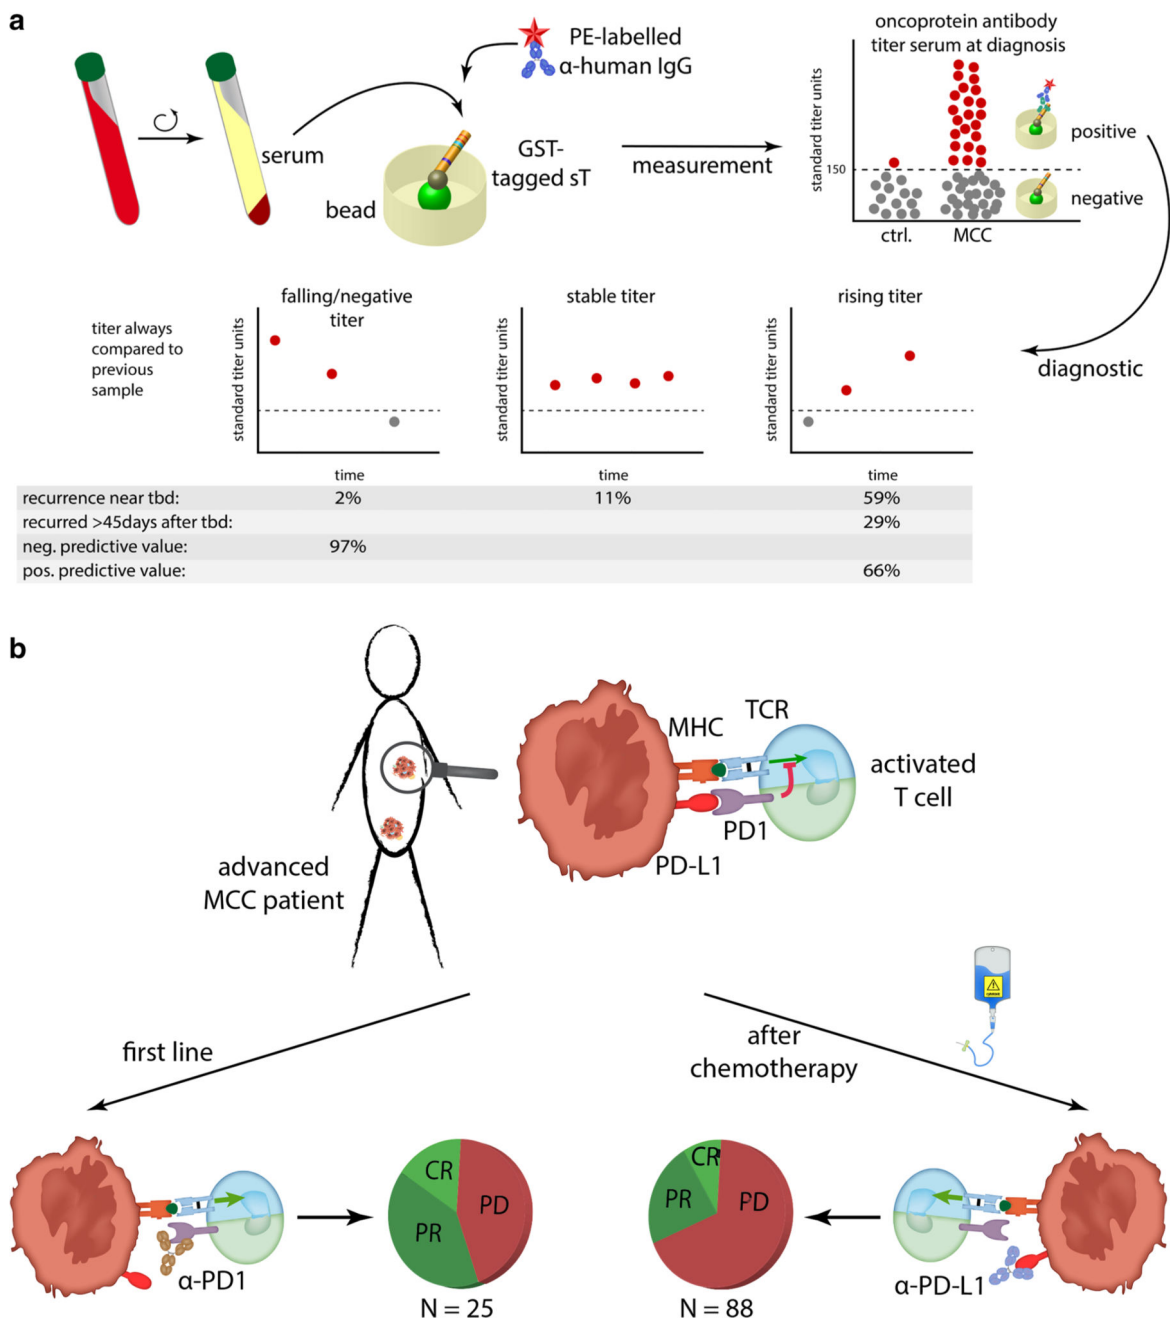 a
PE-labelled
α-human IgG
serum
bead
GST-
tagged sT
measurement
oncoprotein antibody
titer serum at diagnosis
standard titer units
150
positive
negative
ctrl.
MCC
diagnostic
titer always
compared to
previous
sample
falling/negative
titer
standard titer units
time
stable titer
standard titer units
time
rising titer
standard titer units
time
recurrence near tbd: 2% 11% 59%
recurred >45days after tbd: 29%
neg. predictive value: 97%
pos. predictive value: 66%
b
advanced
MCC patient
MHC
TCR
PD1
PD-L1
activated
T cell
first line
after
chemotherapy
α-PD1
CR
PR
PD
N = 25
CR
PR
PD
N = 88
α-PD-L1